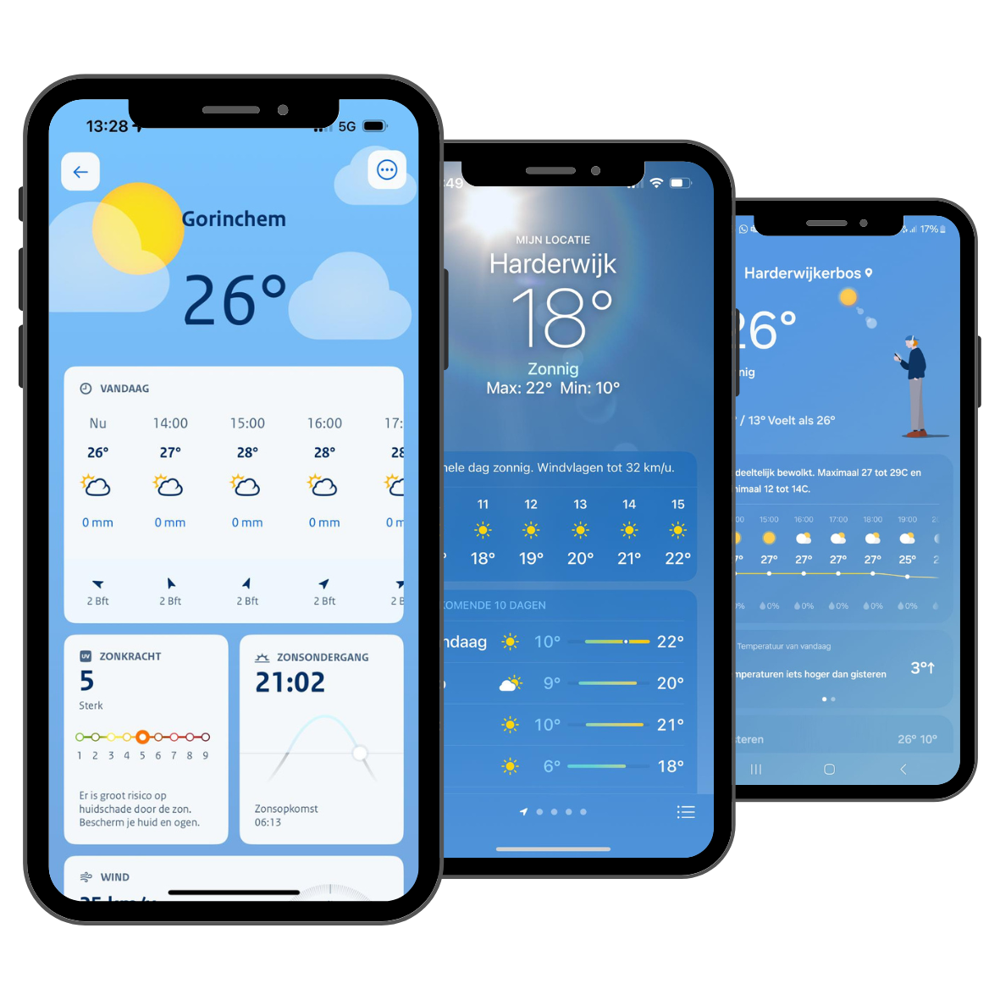 13:28
5G
Gorinchem
26°
VANDAAG
Nu 14:00 15:00 16:00 17:
26° 27° 28° 28° 28
0 mm 0 mm 0 mm 0 mm 0 m
2 Bft 2 Bft 2 Bft 2 Bft 2 B
UV ZONKRACHT
5
Sterk
1 2 3 4 5 6 7 8 9
Er is groot risico op
huidschade door de zon.
Bescherm je huid en ogen.
ZONSONDERGANG
21:02
Zonsopkomst
06:13
WIND
:49
MIJN LOCATIE
Harderwijk
18°
Zonnig
Max: 22° Min: 10°
hele dag zonnig. Windvlagen tot 32 km/u.
11 12 13 14 15
18° 19° 20° 21° 22°
KOMENDE 10 DAGEN
ndaag 10° 22°
9° 20°
10° 21°
6° 18°
17%
Harderwijkerbos
26°
nig
/ 13° Voelt als 26°
deeltelijk bewolkt. Maximaal 27 tot 29C en
nimaal 12 tot 14C.
:00 15:00 16:00 17:00 18:00 19:00 2
7° 27° 27° 27° 27° 25° 2
0% 0% 0% 0% 0% 0%
Temperatuur van vandaag
mperaturen iets hoger dan gisteren
3°↑
steren 26° 10°